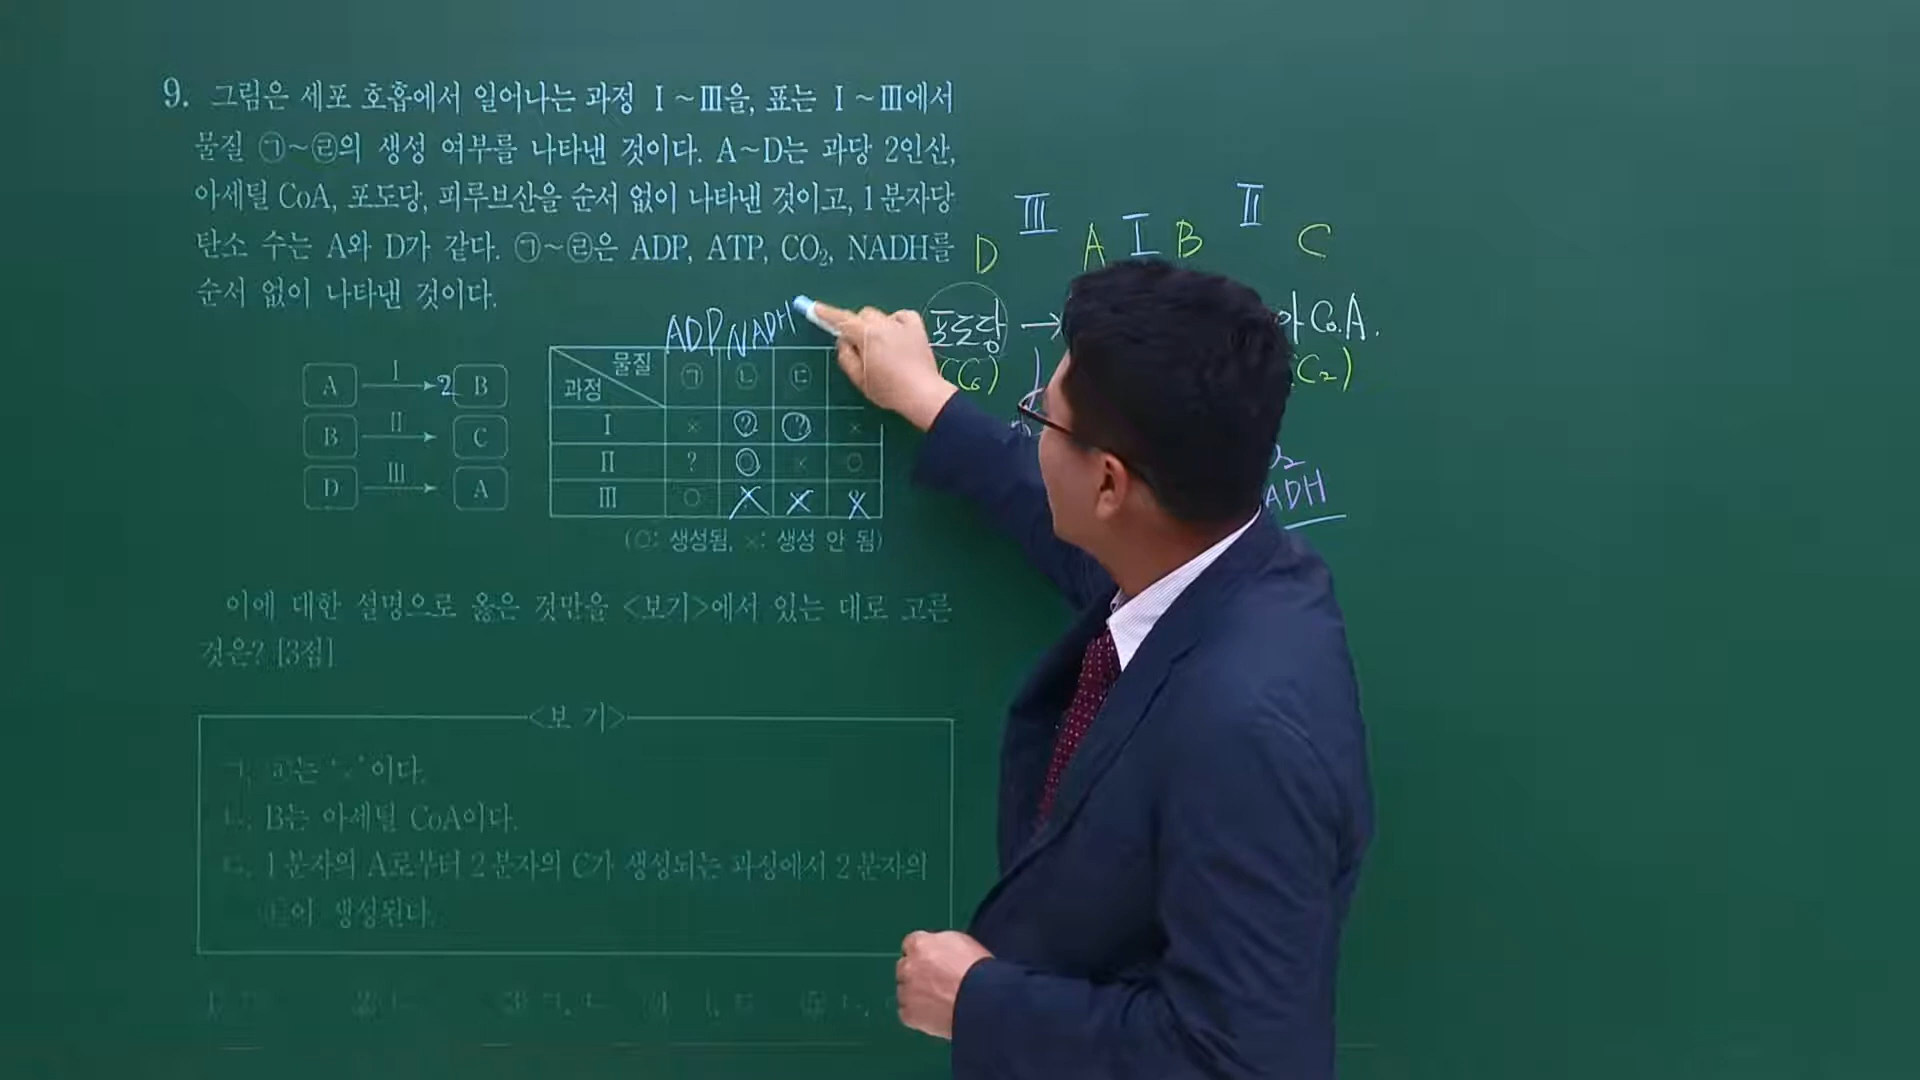 9. 그림은 세포 호흡에서 일어나는 과정 Ⅰ~Ⅲ을, 표는 Ⅰ~Ⅲ에서
물질 ㉠~㉣의 생성 여부를 나타낸 것이다. A~D는 과당 2인산,
아세틸 CoA, 포도당, 피루브산을 순서 없이 나타낸 것이고, 1분자당
탄소 수는 A와 D가 같다. ㉠~㉣은 ADP, ATP, CO₂, NADH를
순서 없이 나타낸 것이다.
Ⅲ Ⅰ Ⅱ
D A B C
ADP NADH
포도당 → 아 CoA.
(C₆) (C₂)
A Ⅰ 2 B
B Ⅱ C
D Ⅲ A
물질 ㉠ ㉡ ㉢
과정
Ⅰ × ? ? ×
Ⅱ ? ○ × ○
Ⅲ ○ × × ×
(○: 생성됨, ×: 생성 안 됨)
ADH
이에 대한 설명으로 옳은 것만을 <보기>에서 있는 대로 고른
것은? [3점]
<보 기>
이다.
ㄴ. B는 아세틸 CoA이다.
ㄷ. 1분자의 A로부터 2분자의 C가 생성되는 과정에서 2분자의
이 생성된다.